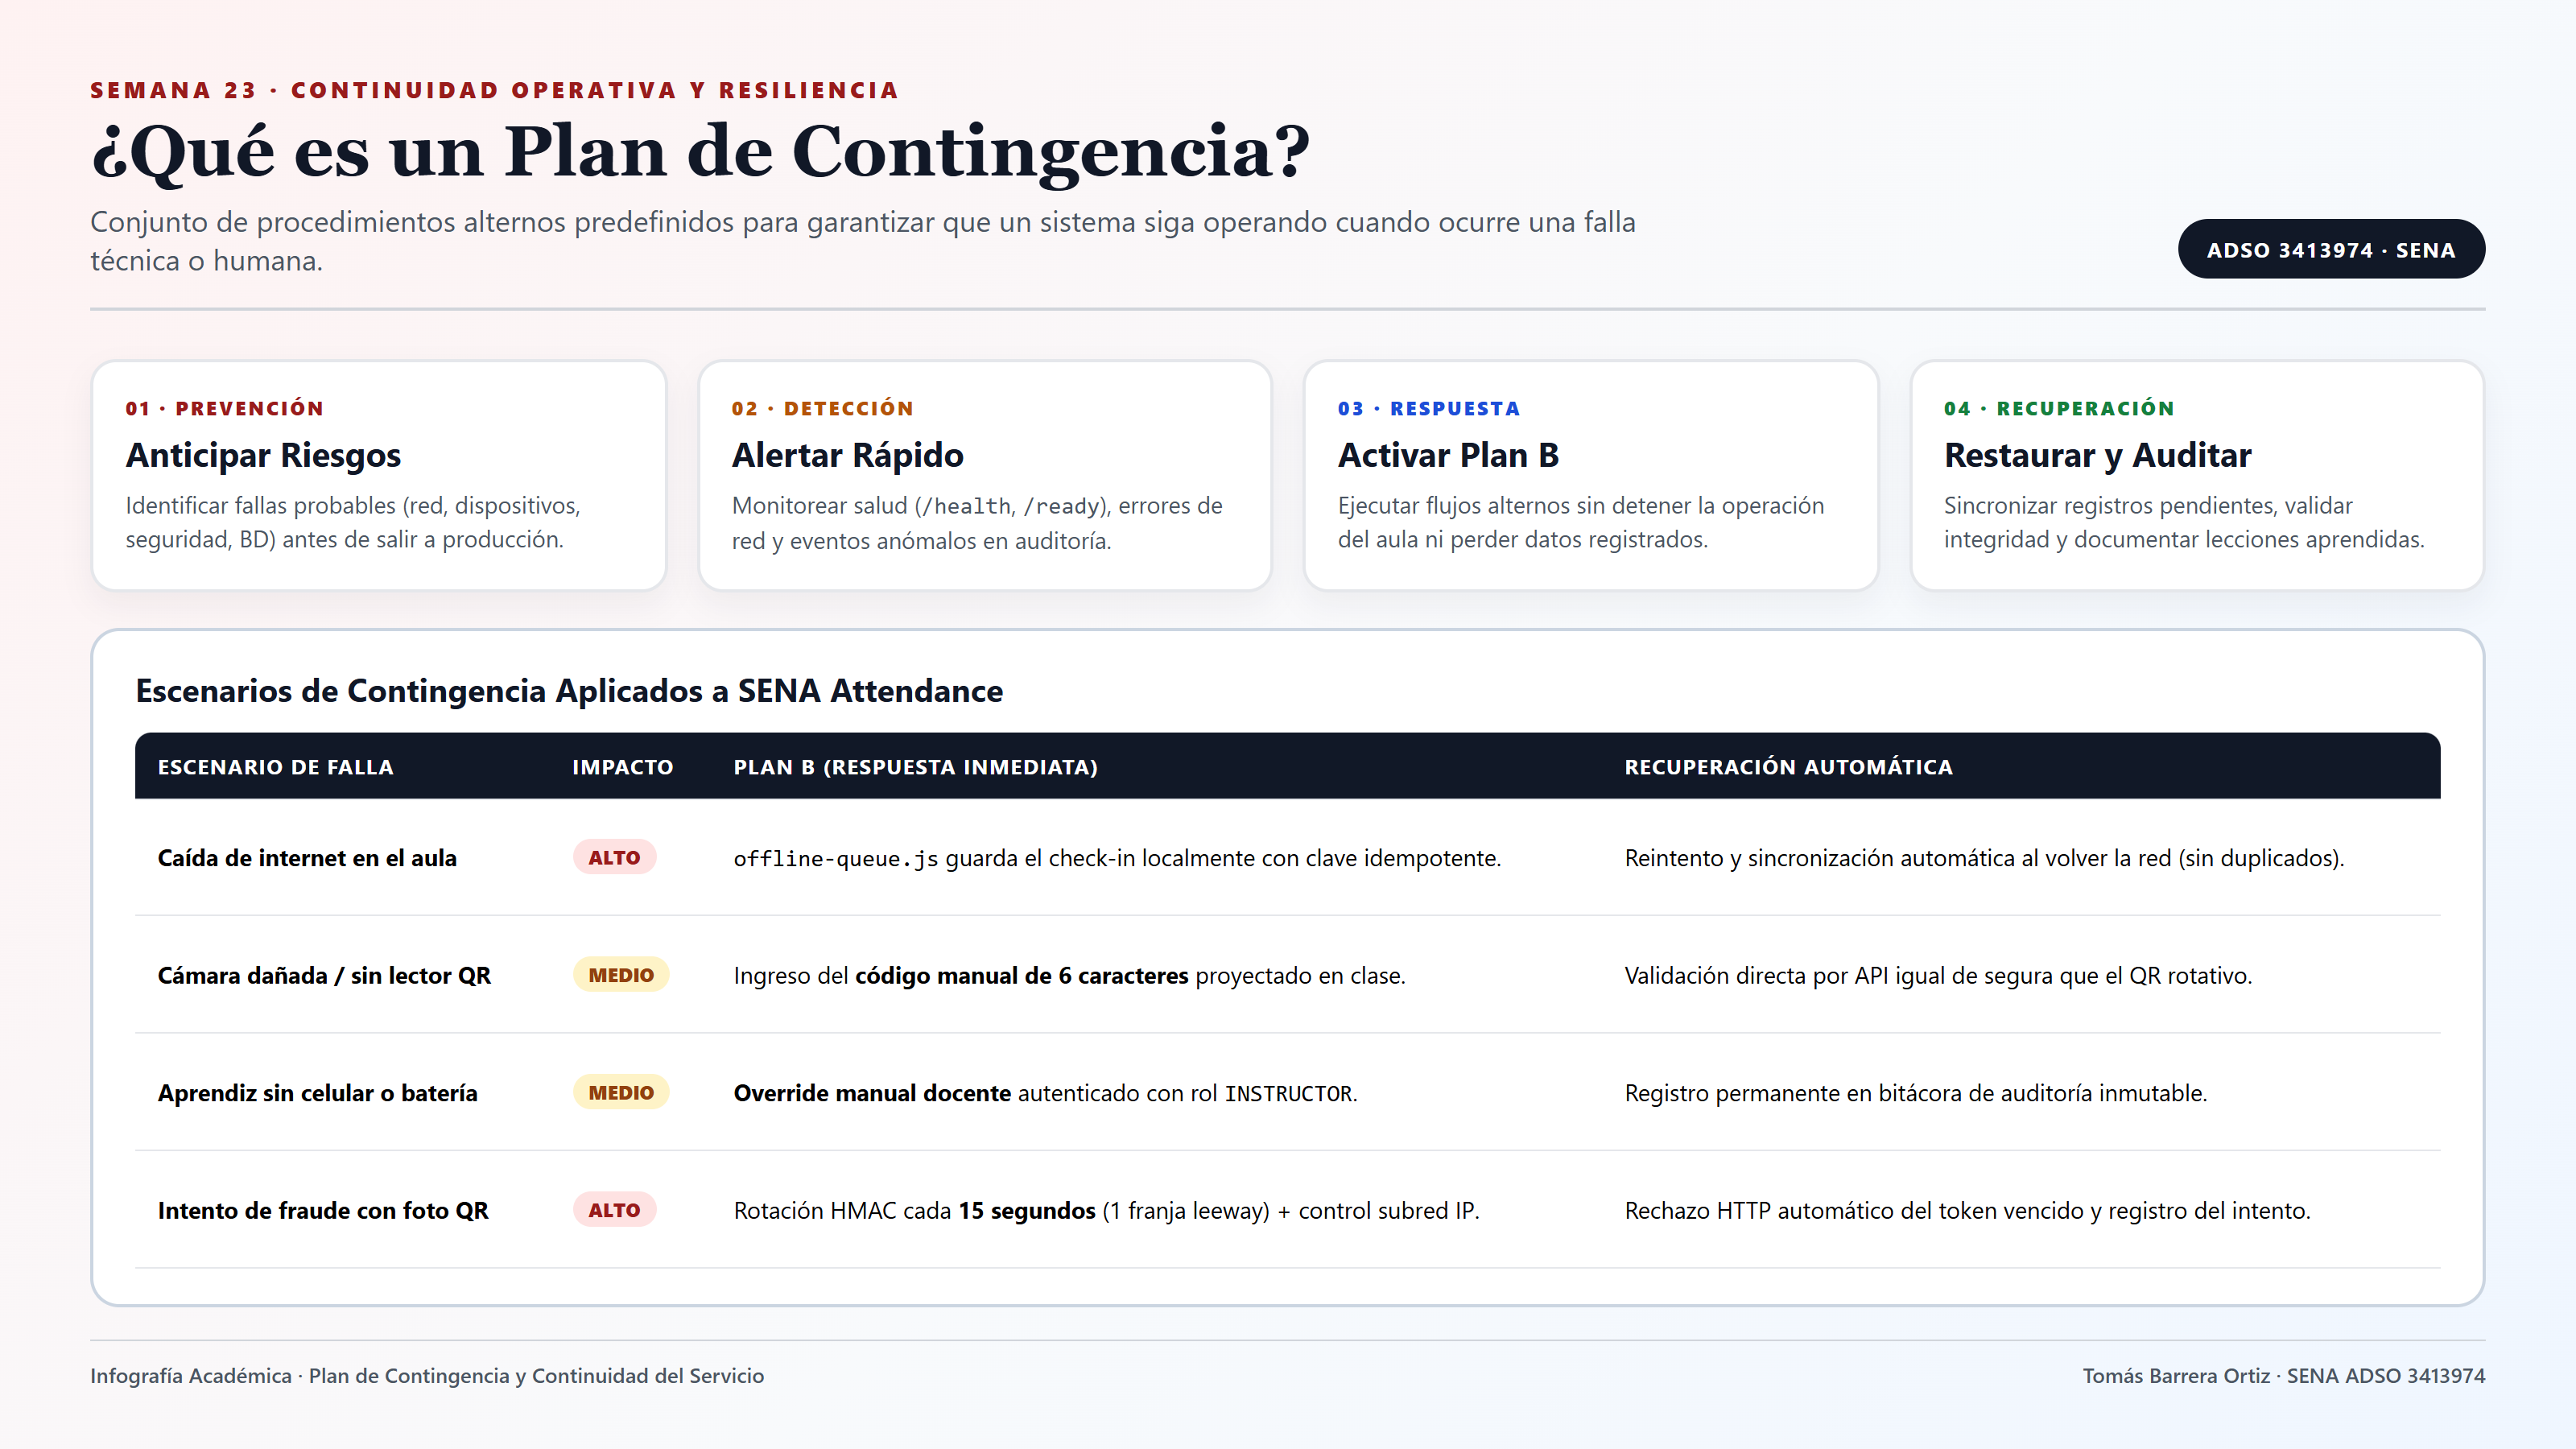 SEMANA 23 · CONTINUIDAD OPERATIVA Y RESILIENCIA
¿Qué es un Plan de Contingencia?
Conjunto de procedimientos alternos predefinidos para garantizar que un sistema siga operando cuando ocurre una falla
técnica o humana.
ADSO 3413974 · SENA
01 · PREVENCIÓN
Anticipar Riesgos
Identificar fallas probables (red, dispositivos,
seguridad, BD) antes de salir a producción.
02 · DETECCIÓN
Alertar Rápido
Monitorear salud (/health, /ready), errores de
red y eventos anómalos en auditoría.
03 · RESPUESTA
Activar Plan B
Ejecutar flujos alternos sin detener la operación
del aula ni perder datos registrados.
04 · RECUPERACIÓN
Restaurar y Auditar
Sincronizar registros pendientes, validar
integridad y documentar lecciones aprendidas.
Escenarios de Contingencia Aplicados a SENA Attendance
ESCENARIO DE FALLA IMPACTO PLAN B (RESPUESTA INMEDIATA) RECUPERACIÓN AUTOMÁTICA
Caída de internet en el aula ALTO offline-queue.js guarda el check-in localmente con clave idempotente. Reintento y sincronización automática al volver la red (sin duplicados).
Cámara dañada / sin lector QR MEDIO Ingreso del código manual de 6 caracteres proyectado en clase. Validación directa por API igual de segura que el QR rotativo.
Aprendiz sin celular o batería MEDIO Override manual docente autenticado con rol INSTRUCTOR. Registro permanente en bitácora de auditoría inmutable.
Intento de fraude con foto QR ALTO Rotación HMAC cada 15 segundos (1 franja leeway) + control subred IP. Rechazo HTTP automático del token vencido y registro del intento.
Infografía Académica · Plan de Contingencia y Continuidad del Servicio
Tomás Barrera Ortiz · SENA ADSO 3413974